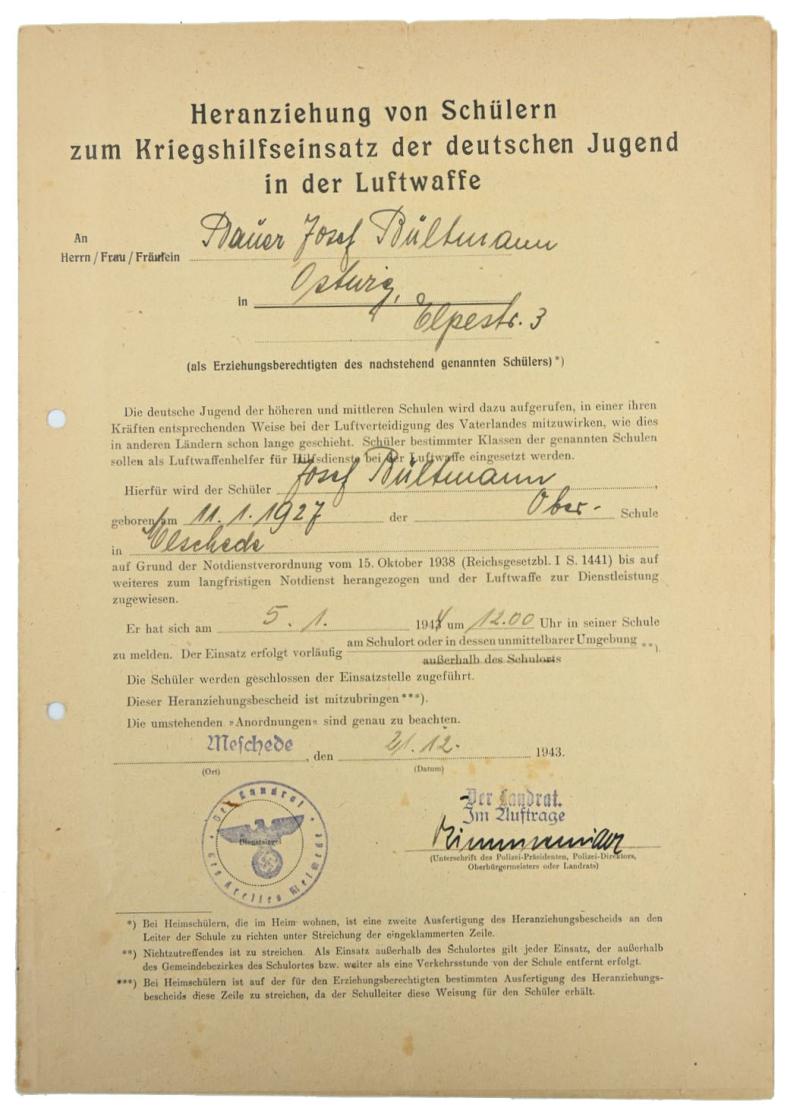 Heranziehung von Schülern
zum Kriegshilfseinsatz der deutschen Jugend
in der Luftwaffe
An
Herrn / Frau / Fräulein Bauer Josef Bültmann
in Ostwig,
Elpestr. 3
(als Erziehungsberechtigten des nachstehend genannten Schülers) *)
Die deutsche Jugend der höheren und mittleren Schulen wird dazu aufgerufen, in einer ihren
Kräften entsprechenden Weise bei der Luftverteidigung des Vaterlandes mitzuwirken, wie dies
in anderen Ländern schon lange geschieht. Schüler bestimmter Klassen der genannten Schulen
sollen als Luftwaffenhelfer für Hilfsdienste bei der Luftwaffe eingesetzt werden.
Hierfür wird der Schüler Josef Bültmann,
geboren am 11. 1. 1927 der Ober- Schule
in Meschede
auf Grund der Notdienstverordnung vom 15. Oktober 1938 (Reichsgesetzbl. I S. 1441) bis auf
weiteres zum langfristigen Notdienst herangezogen und der Luftwaffe zur Dienstleistung
zugewiesen.
Er hat sich am 5. 1. 1944 um 12.00 Uhr in seiner Schule
zu melden. Der Einsatz erfolgt vorläufig am Schulort oder in dessen unmittelbarer Umgebung **).
außerhalb des Schulorts
Die Schüler werden geschlossen der Einsatzstelle zugeführt.
Dieser Heranziehungsbescheid ist mitzubringen ***).
Die umstehenden »Anordnungen« sind genau zu beachten.
Meschede, den 21. 12. 1943.
(Ort) (Datum)
Der Landrat
des Kreises Meschede
Dienstsiegel
Der Landrat.
Im Auftrage
(Unterschrift des Polizei-Präsidenten, Polizei-Direktors,
Oberbürgermeisters oder Landrats)
*) Bei Heimschülern, die im Heim wohnen, ist eine zweite Ausfertigung des Heranziehungsbescheids an den
Leiter der Schule zu richten unter Streichung der eingeklammerten Zeile.
**) Nichtzutreffendes ist zu streichen. Als Einsatz außerhalb des Schulortes gilt jeder Einsatz, der außerhalb
des Gemeindebezirkes des Schulortes bzw. weiter als eine Verkehrsstunde von der Schule entfernt erfolgt.
***) Bei Heimschülern ist auf der für den Erziehungsberechtigten bestimmten Ausfertigung des Heranziehungs-
bescheids diese Zeile zu streichen, da der Schulleiter diese Weisung für den Schüler erhält.